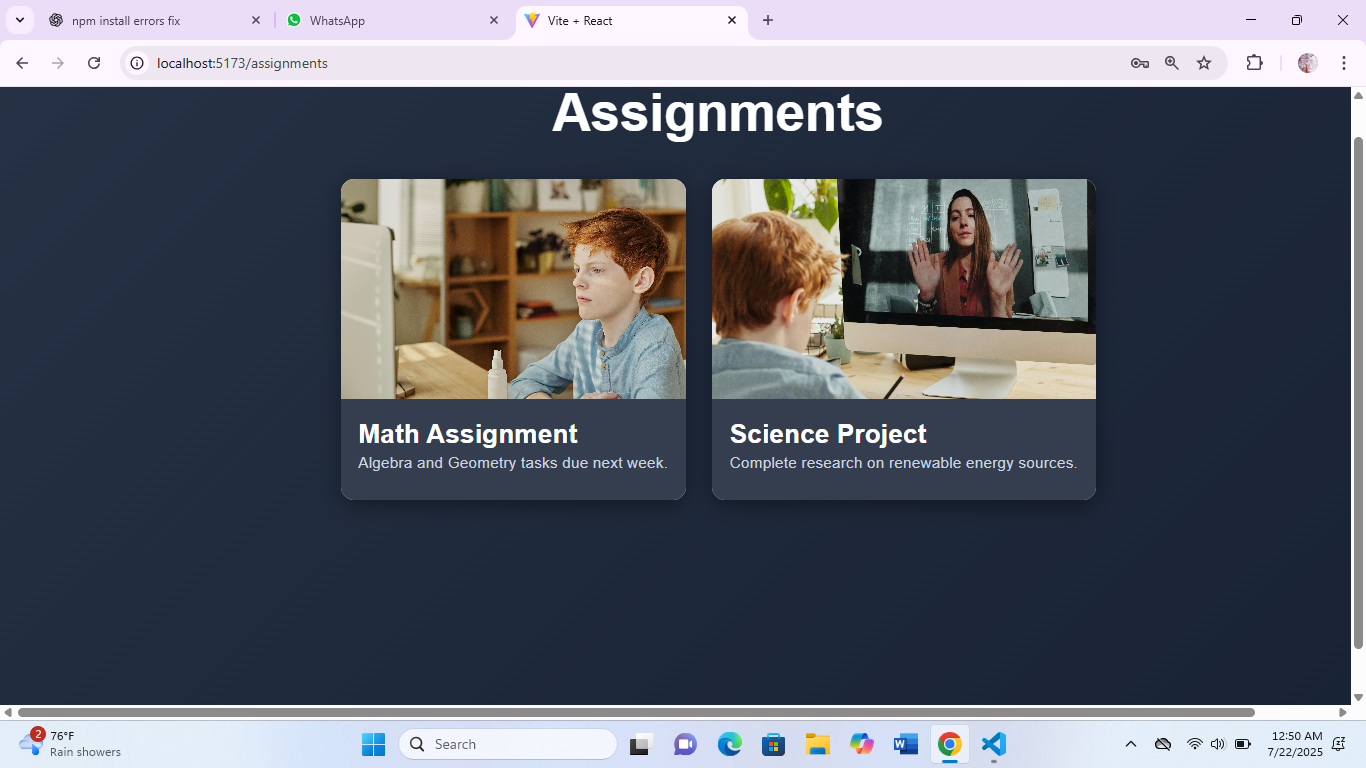 npm install errors fix
WhatsApp
Vite + React
localhost:5173/assignments
Assignments
Math Assignment
Algebra and Geometry tasks due next week.
Science Project
Complete research on renewable energy sources.
2
76°F
Rain showers
Search
W
12:50 AM
7/22/2025